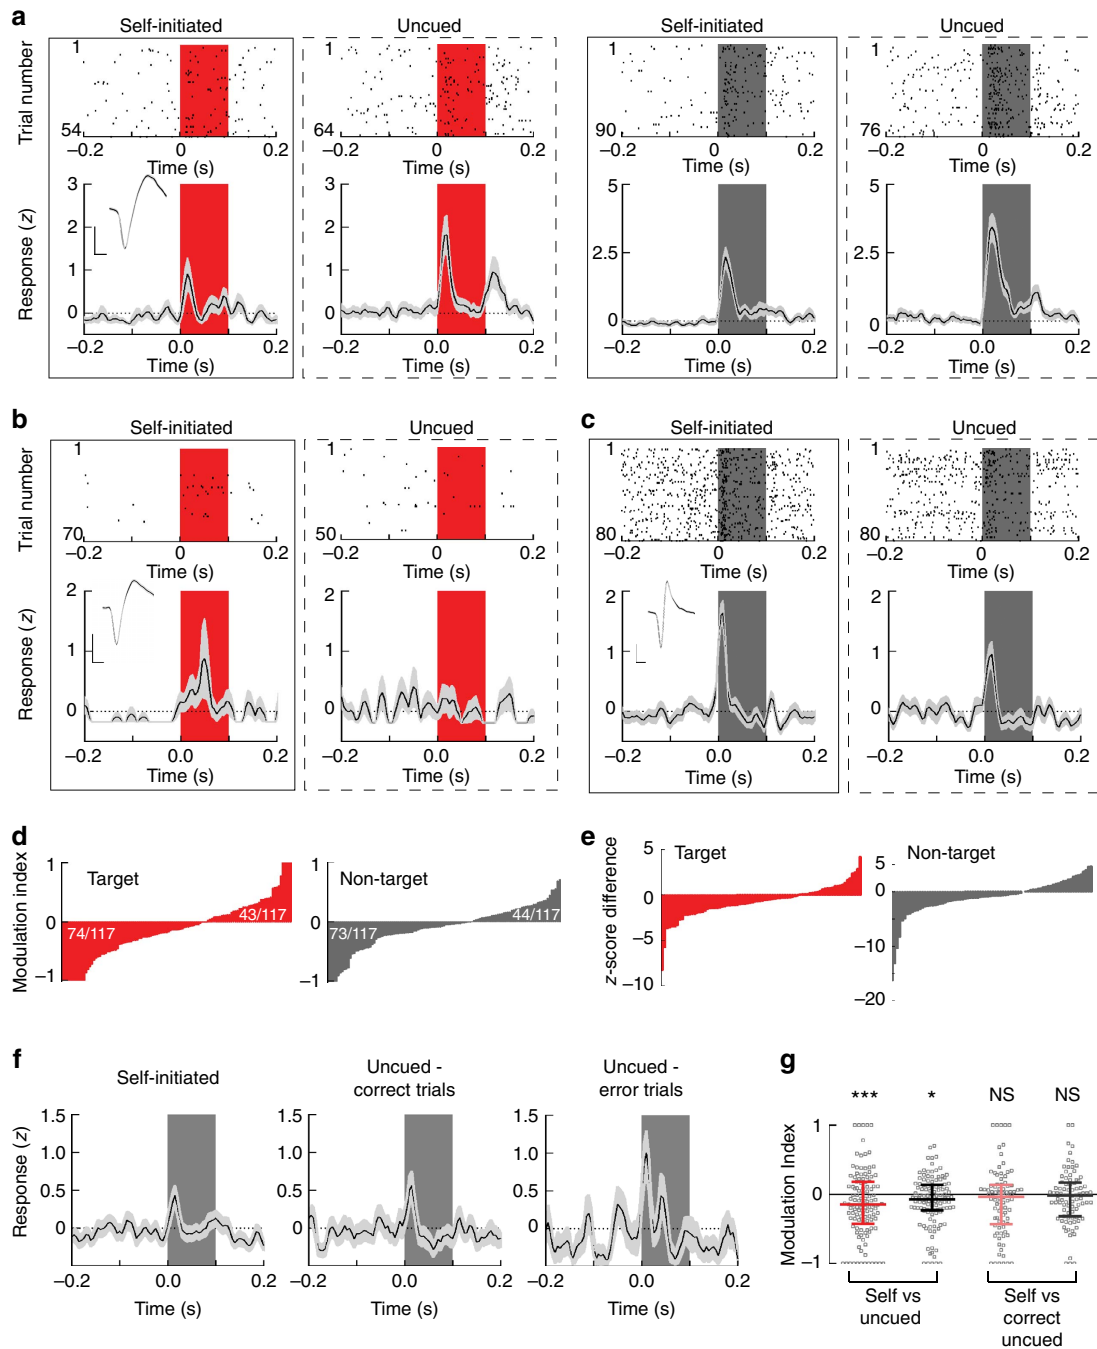 a
Self-initiated
Uncued
Self-initiated
Uncued
Trial number
1
54
1
64
1
90
1
76
−0.2 0 0.2
−0.2 0 0.2
−0.2 0 0.2
−0.2 0 0.2
Time (s)
Time (s)
Time (s)
Time (s)
Response (z)
3
2
1
0
3
2
1
0
5
2.5
0
5
2.5
0
−0.2 0.0 0.2
−0.2 0.0 0.2
−0.2 0.0 0.2
−0.2 0.0 0.2
Time (s)
Time (s)
Time (s)
Time (s)
b
Self-initiated
Uncued
c
Self-initiated
Uncued
Trial number
1
70
1
50
1
80
1
80
−0.2 0 0.2
−0.2 0 0.2
−0.2 0 0.2
−0.2 0 0.2
Time (s)
Time (s)
Time (s)
Time (s)
Response (z)
2
1
0
2
1
0
2
1
0
2
1
0
−0.2 0.0 0.2
−0.2 0.0 0.2
−0.2 0.0 0.2
−0.2 0.0 0.2
Time (s)
Time (s)
Time (s)
Time (s)
d
Modulation index
1
0
−1
Target
74/117
43/117
1
0
−1
Non-target
73/117
44/117
e
z-score difference
5
0
−5
−10
Target
5
0
−10
−20
Non-target
f
Self-initiated
Uncued -
correct trials
Uncued -
error trials
Response (z)
1.5
1.0
0.5
0
1.5
1.0
0.5
0
1.5
1.0
0.5
0
−0.2 0.0 0.2
−0.2 0.0 0.2
−0.2 0.0 0.2
Time (s)
Time (s)
Time (s)
g
*** * NS NS
Modulation Index
1
0
−1
Self vs
uncued
Self vs
correct
uncued